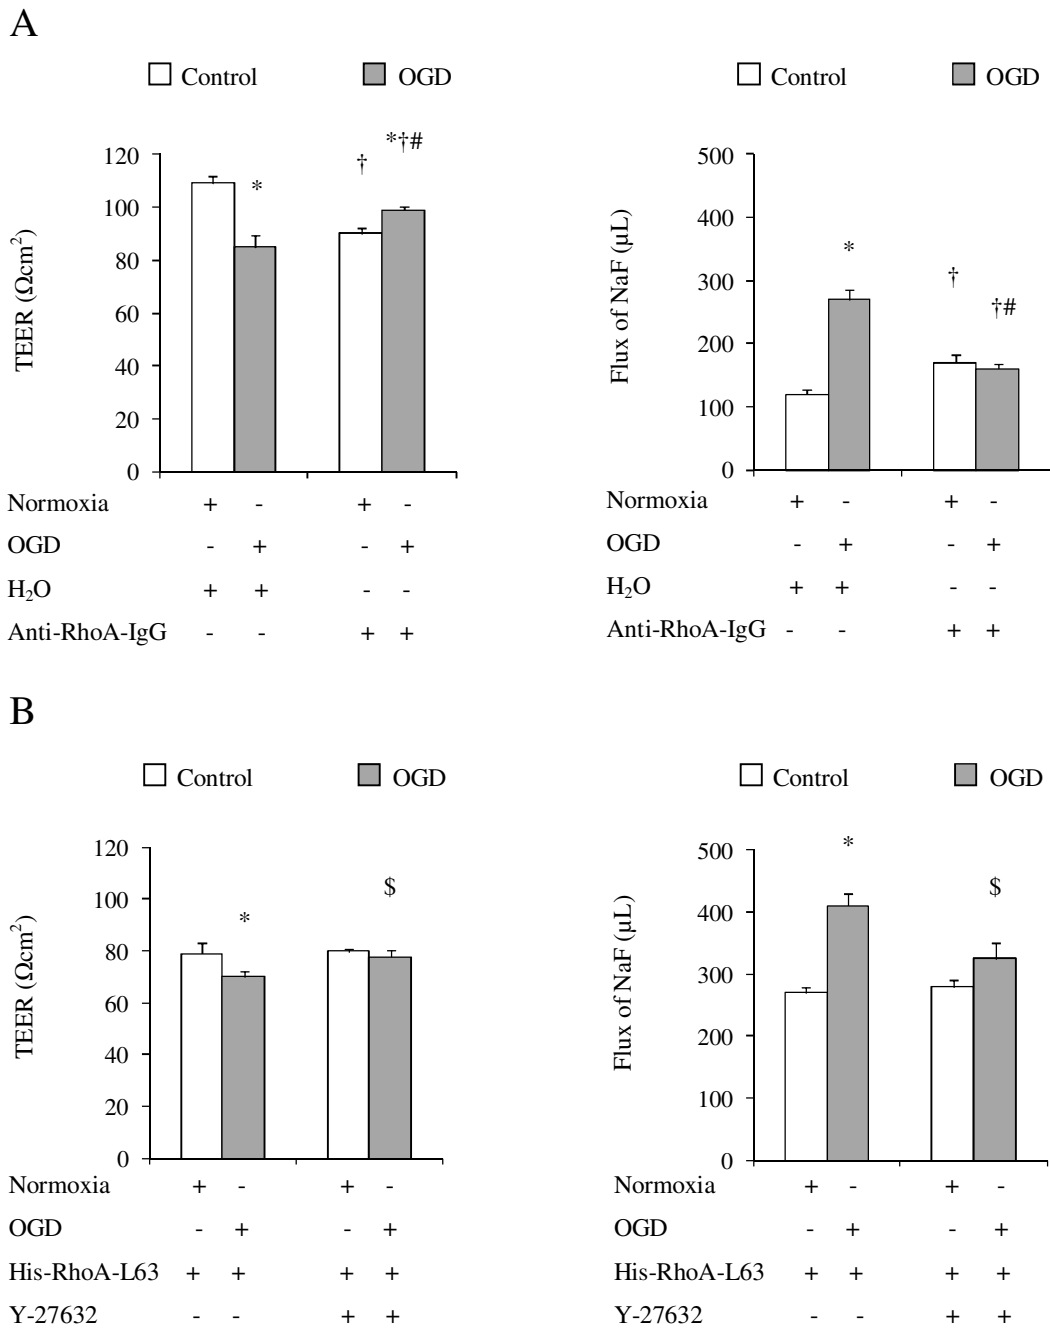 A
Control OGD
*†#
†
*
120
100
80
60
40
20
0
TEER (Ωcm²)
Normoxia + - + -
OGD - + - +
H₂O + + - -
Anti-RhoA-IgG - - + +
Control OGD
*
†
†#
500
400
300
200
100
0
Flux of NaF (µL)
Normoxia + - + -
OGD - + - +
H₂O + + - -
Anti-RhoA-IgG - - + +
B
Control OGD
$
*
120
100
80
60
40
20
0
TEER (Ωcm²)
Normoxia + - + -
OGD - + - +
His-RhoA-L63 + + + +
Y-27632 - - + +
Control OGD
*
$
500
400
300
200
100
0
Flux of NaF (µL)
Normoxia + - + -
OGD - + - +
His-RhoA-L63 + + + +
Y-27632 - - + +